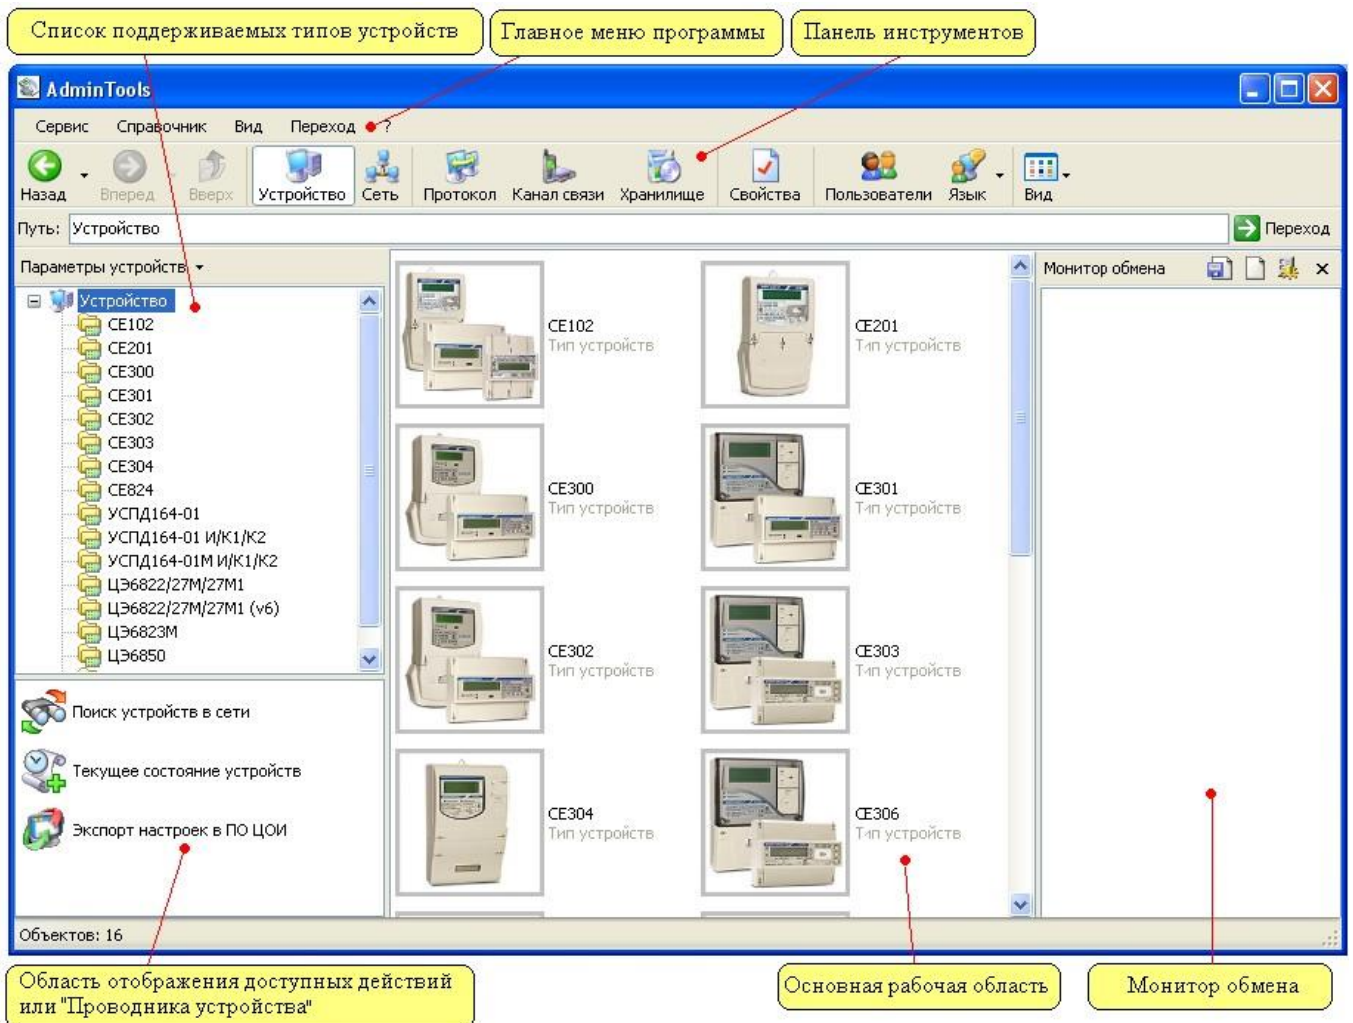 Список поддерживаемых типов устройств
Главное меню программы
Панель инструментов
AdminTools
Сервис Справочник Вид Переход ?
Назад Вперед Вверх Устройство Сеть Протокол Канал связи Хранилище Свойства Пользователи Язык Вид
Путь: Устройство Переход
Параметры устройств
Монитор обмена
Устройство
CE102
CE201
CE300
CE301
CE302
CE303
CE304
CE824
УСПД164-01
УСПД164-01 И/К1/К2
УСПД164-01М И/К1/К2
ЦЭ6822/27М/27М1
ЦЭ6822/27М/27М1 (v6)
ЦЭ6823М
ЦЭ6850
CE102
Тип устройств
CE201
Тип устройств
CE300
Тип устройств
CE301
Тип устройств
CE302
Тип устройств
CE303
Тип устройств
CE304
Тип устройств
CE306
Тип устройств
Поиск устройств в сети
Текущее состояние устройств
Экспорт настроек в ПО ЦОИ
Объектов: 16
Область отображения доступных действий
или "Проводника устройства"
Основная рабочая область
Монитор обмена